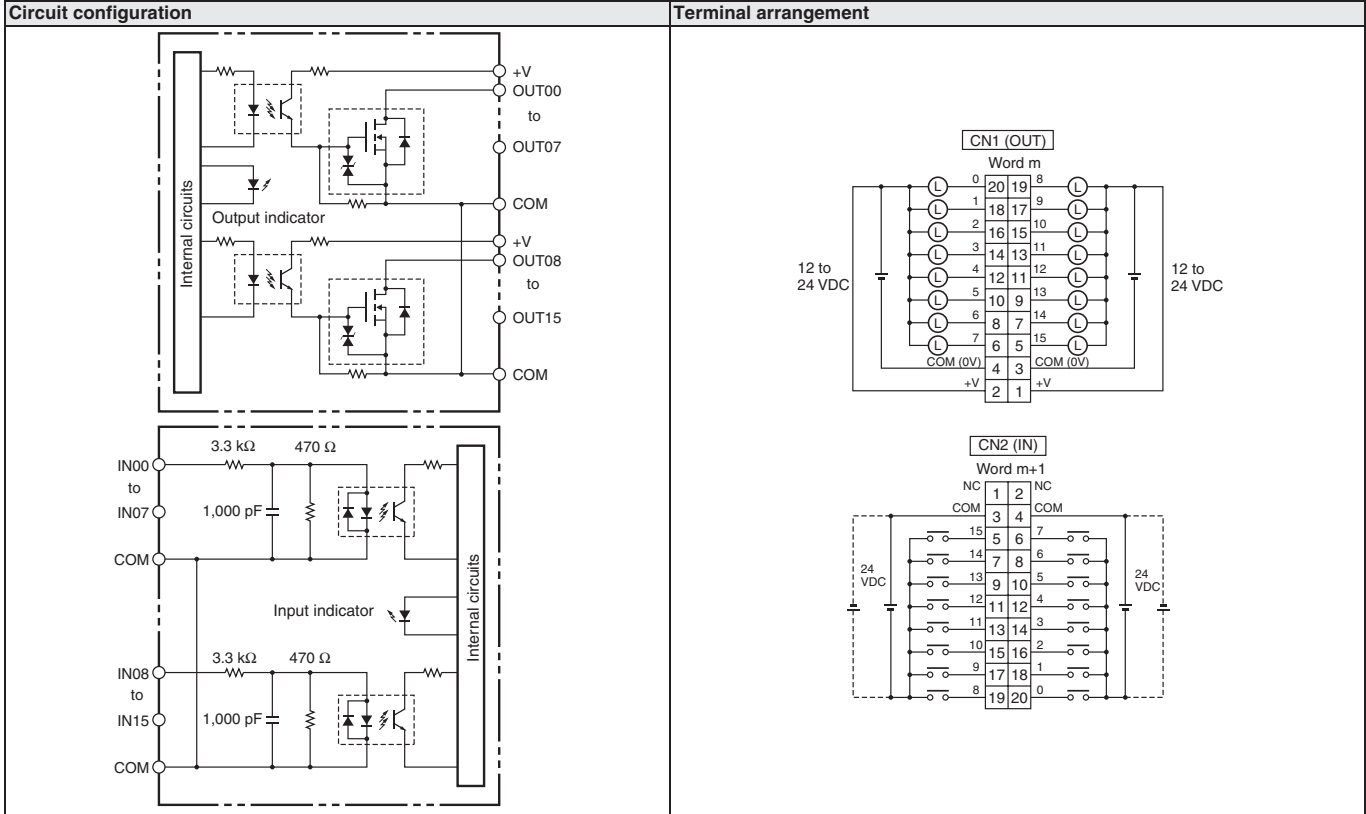 Circuit configuration
Terminal arrangement
Internal circuits
+V
OUT00
to
OUT07
COM
Output indicator
+V
OUT08
to
OUT15
COM
3.3 kΩ 470 Ω
IN00
to
IN07
1,000 pF
COM
Input indicator
Internal circuits
3.3 kΩ 470 Ω
IN08
to
IN15
1,000 pF
COM
CN1 (OUT)
Word m
L 0 20 19 8 L
L 1 18 17 9 L
L 2 16 15 10 L
L 3 14 13 11 L
L 4 12 11 12 L
L 5 10 9 13 L
L 6 8 7 14 L
L 7 6 5 15 L
COM (0V) 4 3 COM (0V)
+V 2 1 +V
12 to
24 VDC
12 to
24 VDC
CN2 (IN)
Word m+1
NC 1 2 NC
COM 3 4 COM
15 5 6 7
14 7 8 6
13 9 10 5
12 11 12 4
11 13 14 3
10 15 16 2
9 17 18 1
8 19 20 0
24
VDC
24
VDC